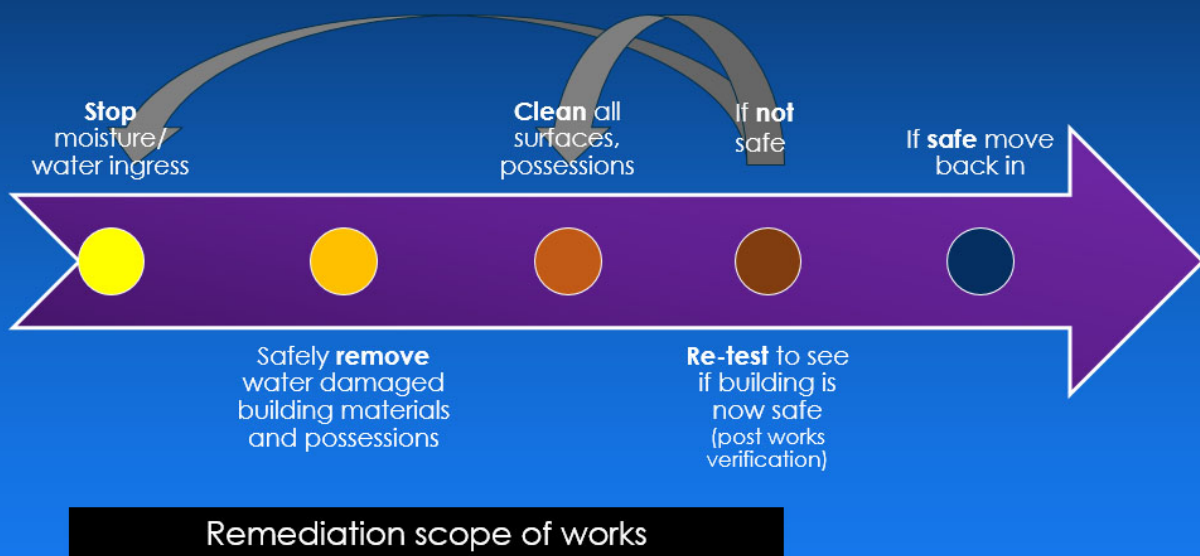 Stop
moisture/
water ingress
Clean all
surfaces,
possessions
If not
safe
If safe move
back in
Safely remove
water damaged
building materials
and possessions
Re-test to see
if building is
now safe
(post works
verification)
Remediation scope of works